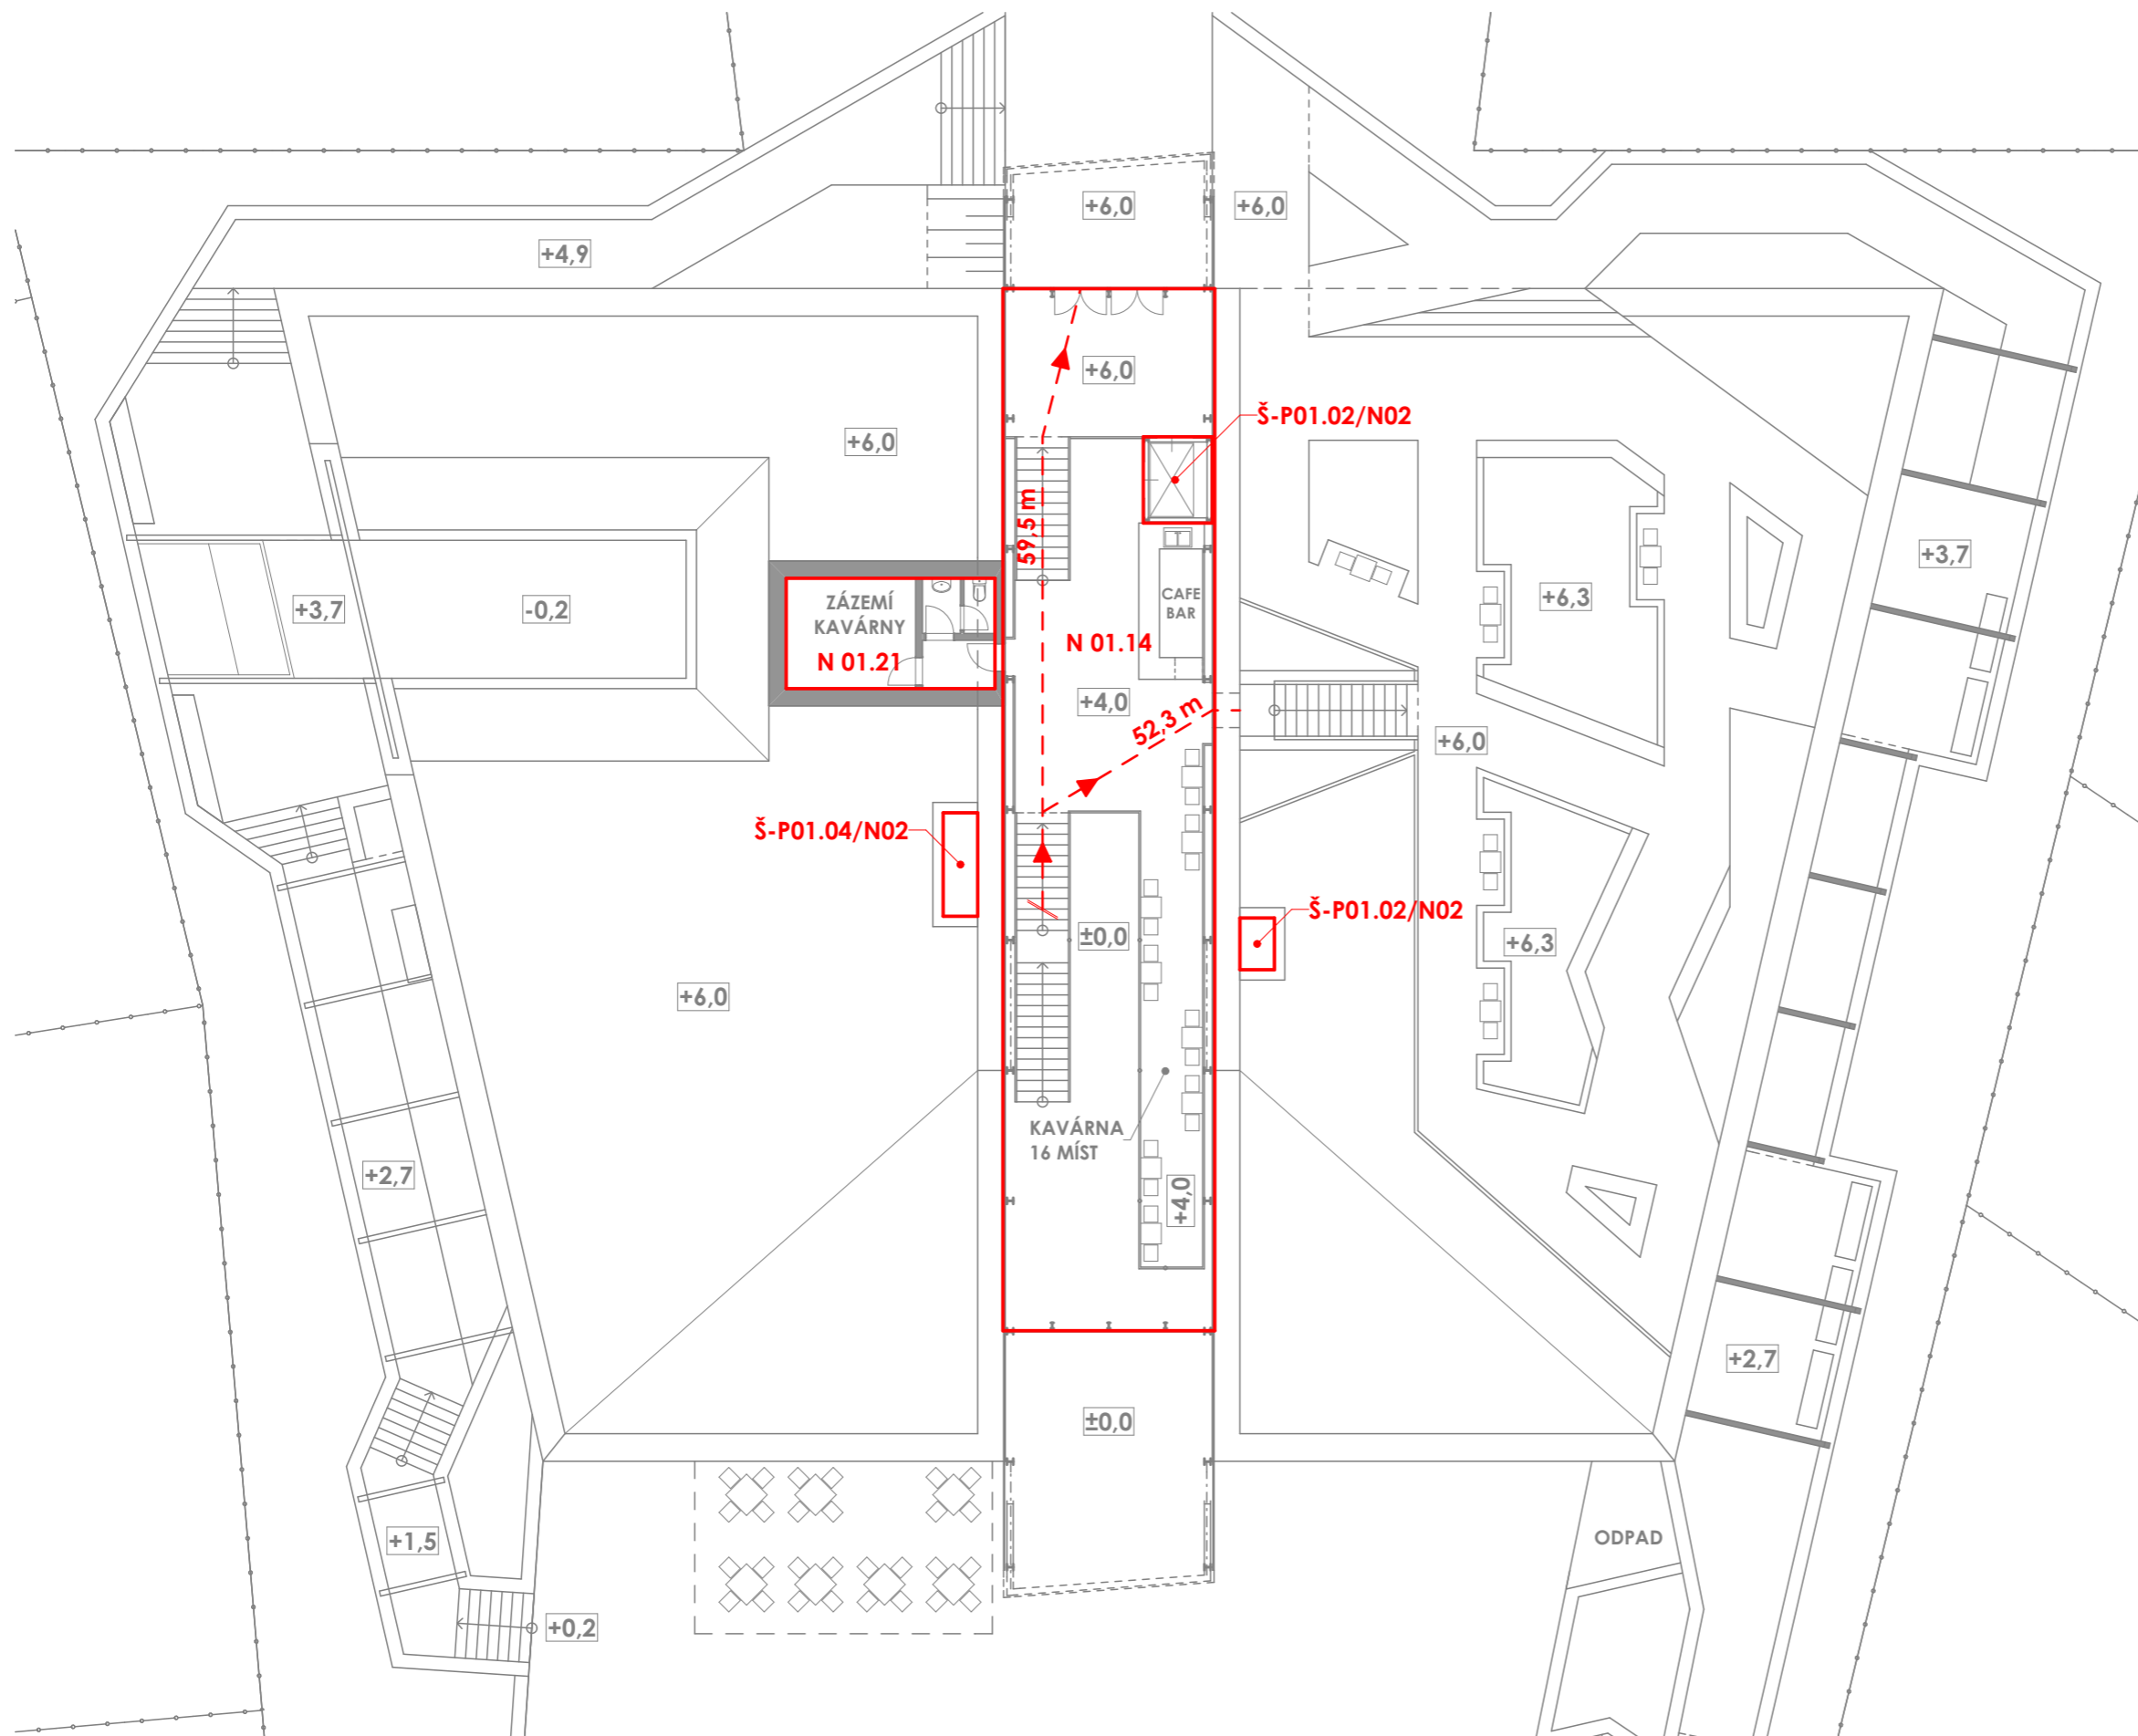 +6,0
+6,0
+4,9
+6,0
Š-P01.02/N02
+6,0
59,5 m
+3,7
-0,2
ZÁZEMÍ
KAVÁRNY
N 01.21
CAFE
BAR
N 01.14
+6,3
+3,7
+4,0
52,3 m
+6,0
Š-P01.04/N02
±0,0
Š-P01.02/N02
+6,3
+6,0
KAVÁRNA
16 MÍST
+2,7
+4,0
+2,7
±0,0
+1,5
ODPAD
+0,2